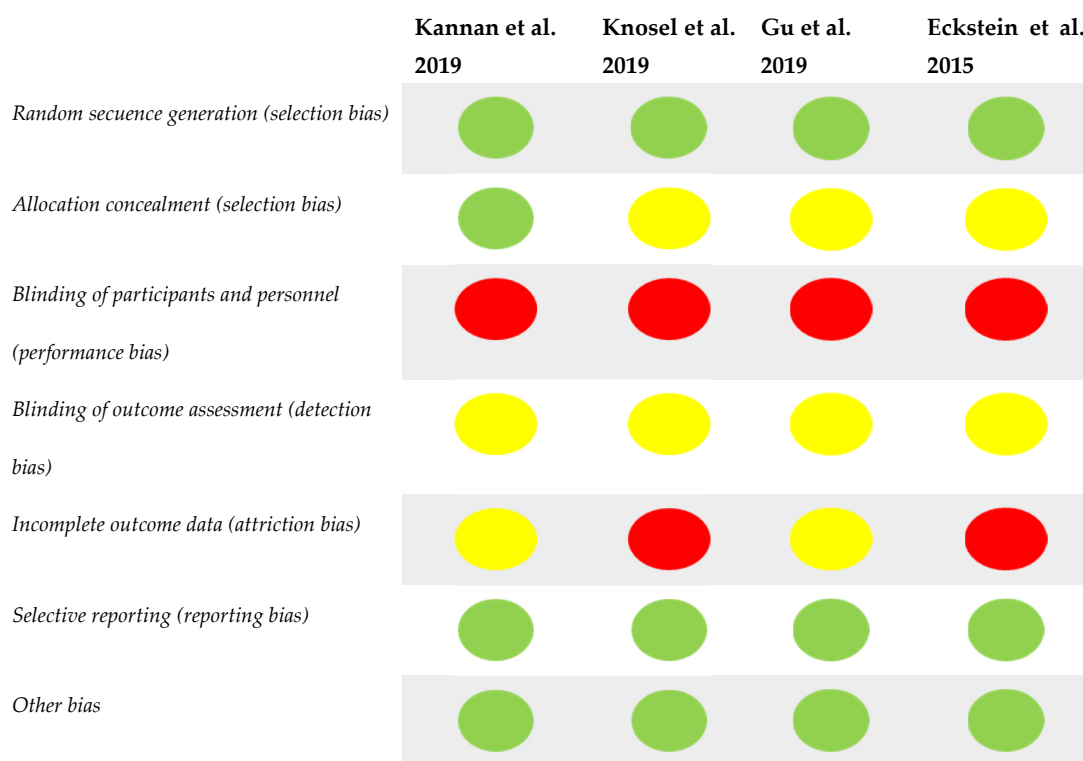 Kannan et al. Knosel et al. Gu et al. Eckstein et al.
2019 2019 2019 2015
Random secuence generation (selection bias)
Allocation concealment (selection bias)
Blinding of participants and personnel
(performance bias)
Blinding of outcome assessment (detection
bias)
Incomplete outcome data (attriction bias)
Selective reporting (reporting bias)
Other bias